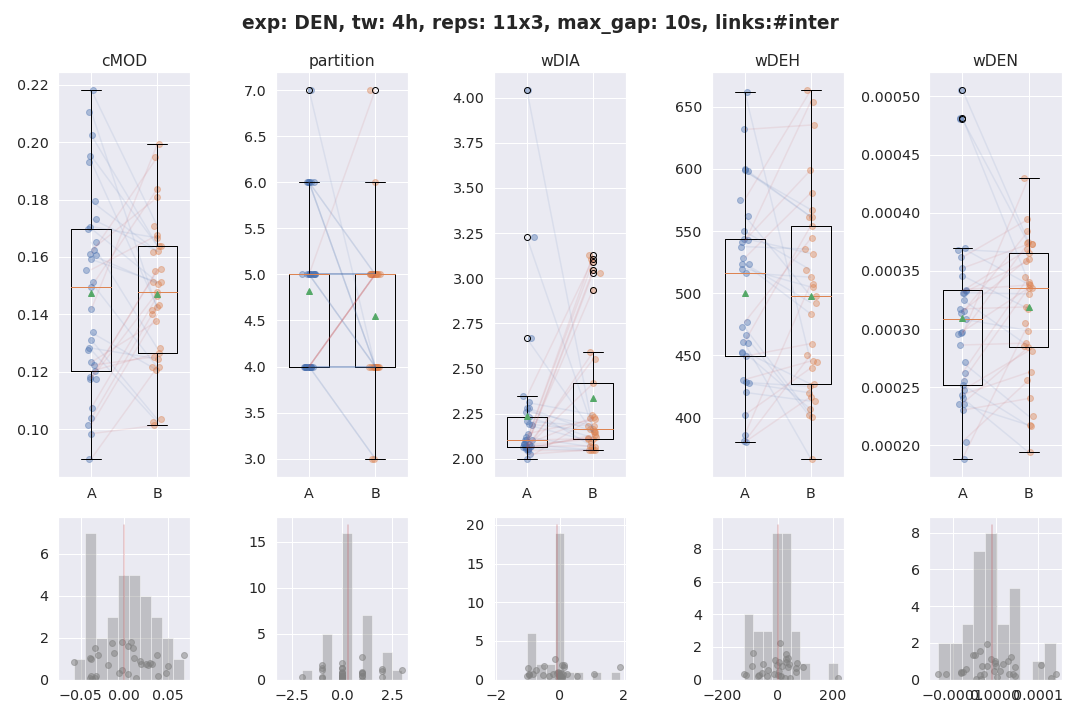 exp: DEN, tw: 4h, reps: 11x3, max_gap: 10s, links:#inter
cMOD partition wDIA wDEH wDEN
0.22 0.20 0.18 0.16 0.14 0.12 0.10
A B
7.0 6.5 6.0 5.5 5.0 4.5 4.0 3.5 3.0
A B
4.00 3.75 3.50 3.25 3.00 2.75 2.50 2.25 2.00
A B
650 600 550 500 450 400
A B
0.00050 0.00045 0.00040 0.00035 0.00030 0.00025 0.00020
A B
6 4 2 0
−0.05 0.00 0.05
15 10 5 0
−2.5 0.0 2.5
20 15 10 5 0
−2 0 2
8 6 4 2 0
−200 0 200
8 6 4 2 0
−0.0001 0.0000 0.0001